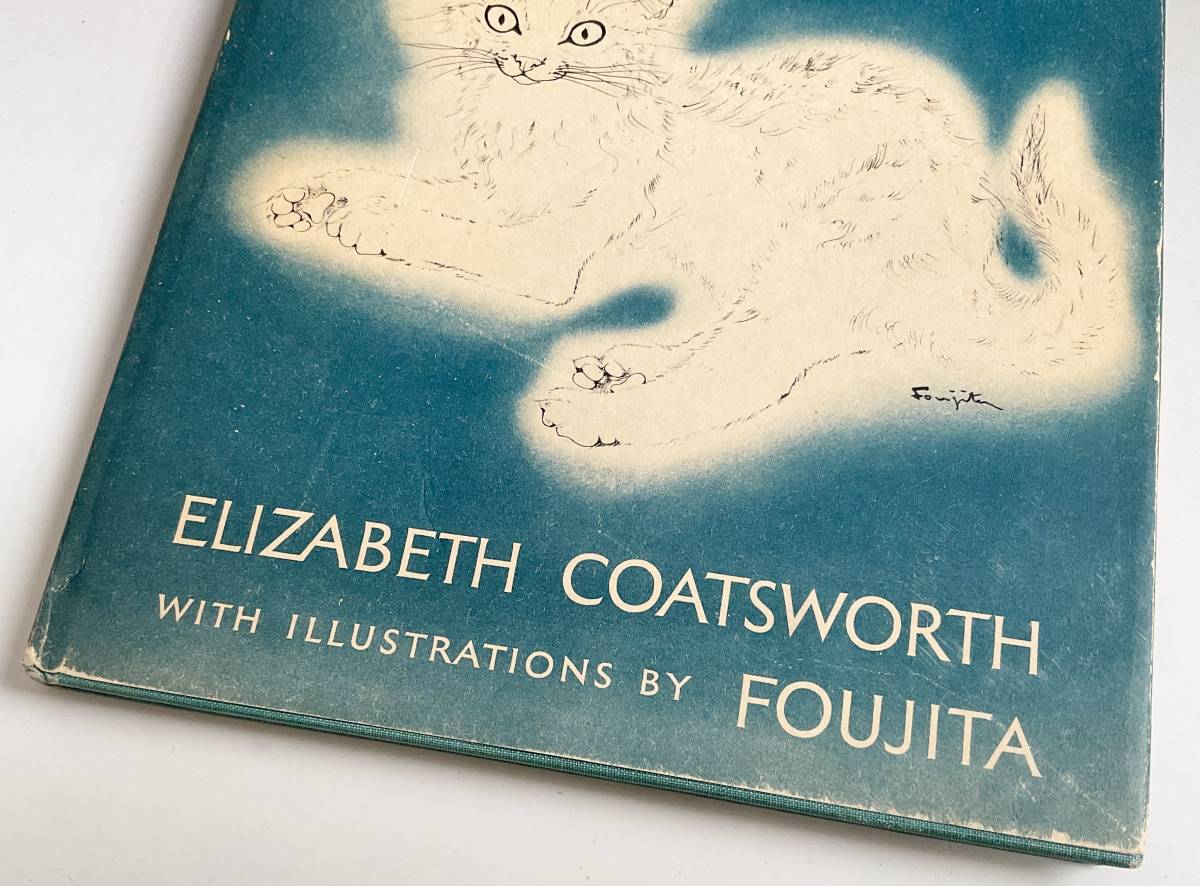 Foujita
ELIZABETH COATSWORTH
WITH ILLUSTRATIONS BY FOUJITA